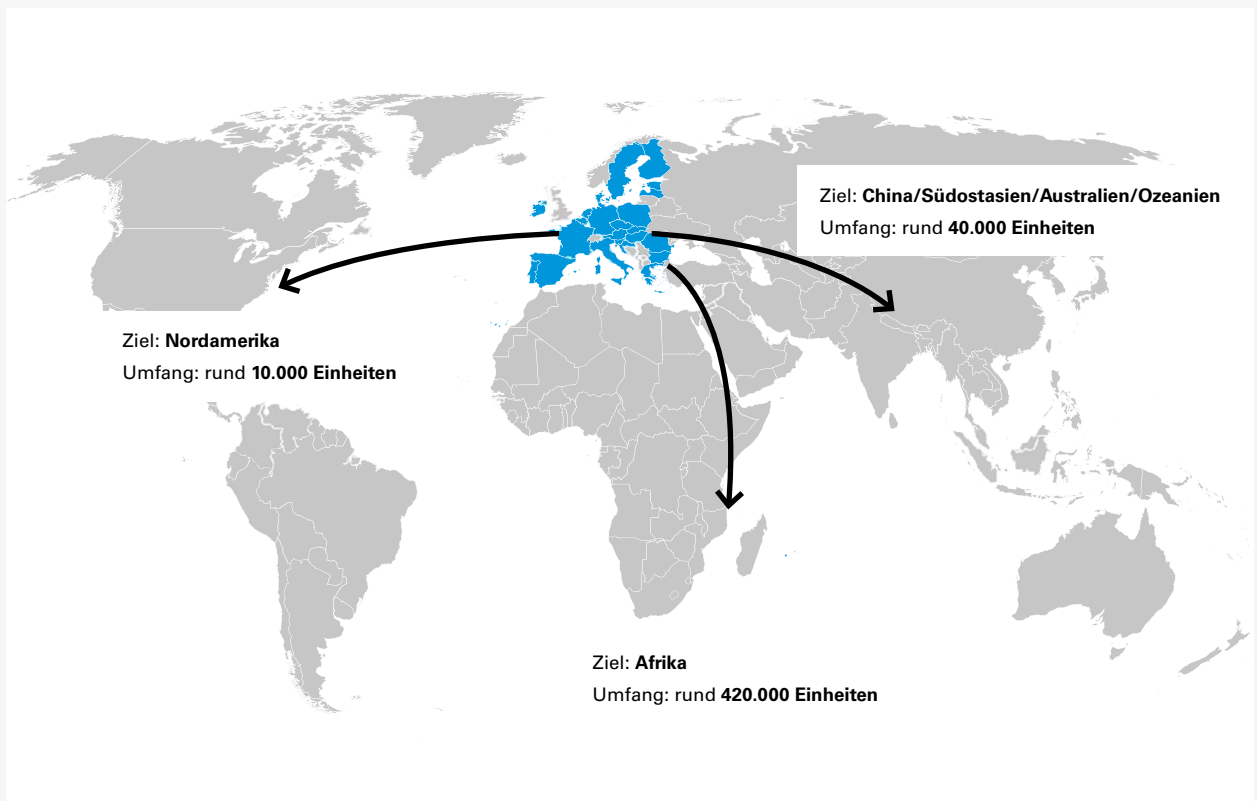 Ziel: China/Südostasien/Australien/Ozeanien
Umfang: rund 40.000 Einheiten
Ziel: Nordamerika
Umfang: rund 10.000 Einheiten
Ziel: Afrika
Umfang: rund 420.000 Einheiten